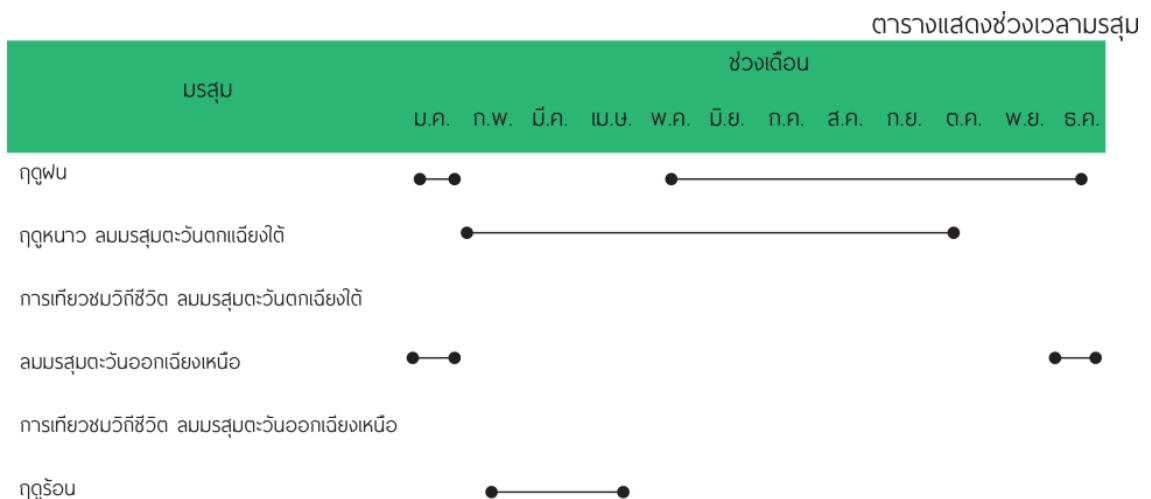 ตารางแสดงช่วงเวลามรสุม
มรสุม
ช่วงเดือน
ม.ค. ก.พ. มี.ค. เม.ษ. พ.ค. มิ.ย. ก.ค. ส.ค. ก.ย. ต.ค. พ.ย. ธ.ค.
ฤดูฝน
ฤดูหนาว ลมมรสุมตะวันตกแฉียงใต้
การเทียวชมวิถีชีวิต ลมมรสุมตะวันตกเฉียงใต้
ลมมรสุมตะวันออกเฉียงเหนือ
การเทียวชมวิถีชีวิต ลมมรสุมตะวันออกเฉียงเหนือ
ฤดูร้อน